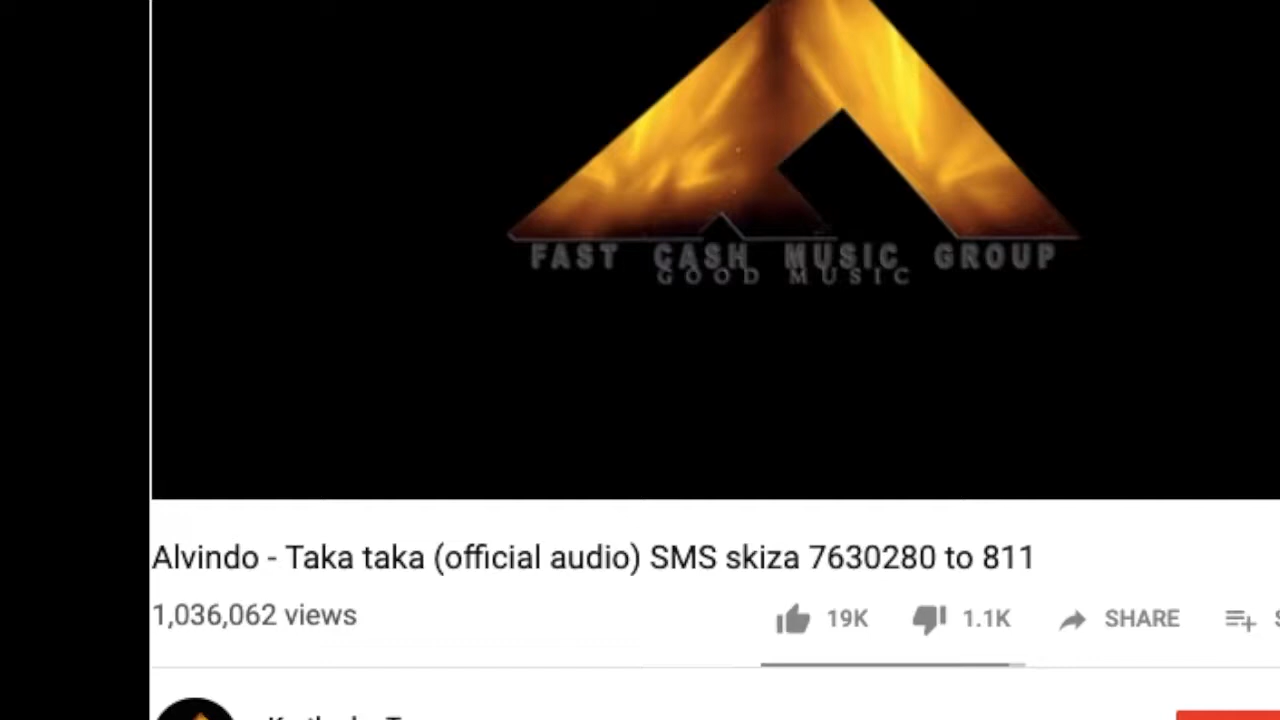 FAST CASH MUSIC GROUP
GOOD MUSIC
Alvindo - Taka taka (official audio) SMS skiza 7630280 to 811
1,036,062 views
19K
1.1K
SHARE